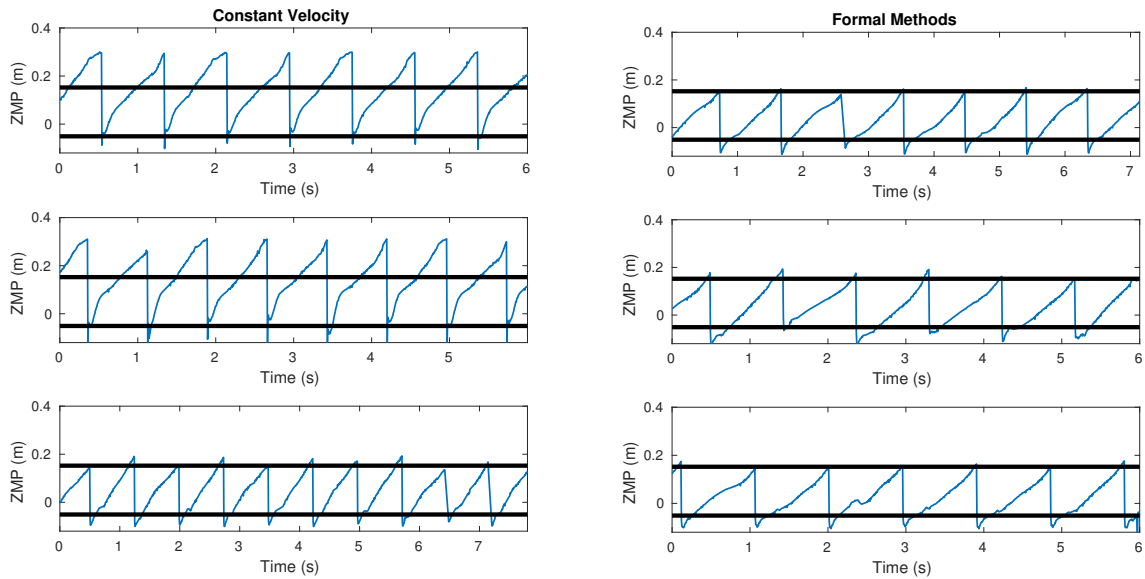 Constant Velocity
0.4
0.2
0
ZMP (m)
0 1 2 3 4 5 6
Time (s)
0.4
0.2
0
ZMP (m)
0 1 2 3 4 5
Time (s)
0.4
0.2
0
ZMP (m)
0 1 2 3 4 5 6 7
Time (s)
Formal Methods
0.4
0.2
0
ZMP (m)
0 1 2 3 4 5 6 7
Time (s)
0.4
0.2
0
ZMP (m)
0 1 2 3 4 5 6
Time (s)
0.4
0.2
0
ZMP (m)
0 1 2 3 4 5 6
Time (s)